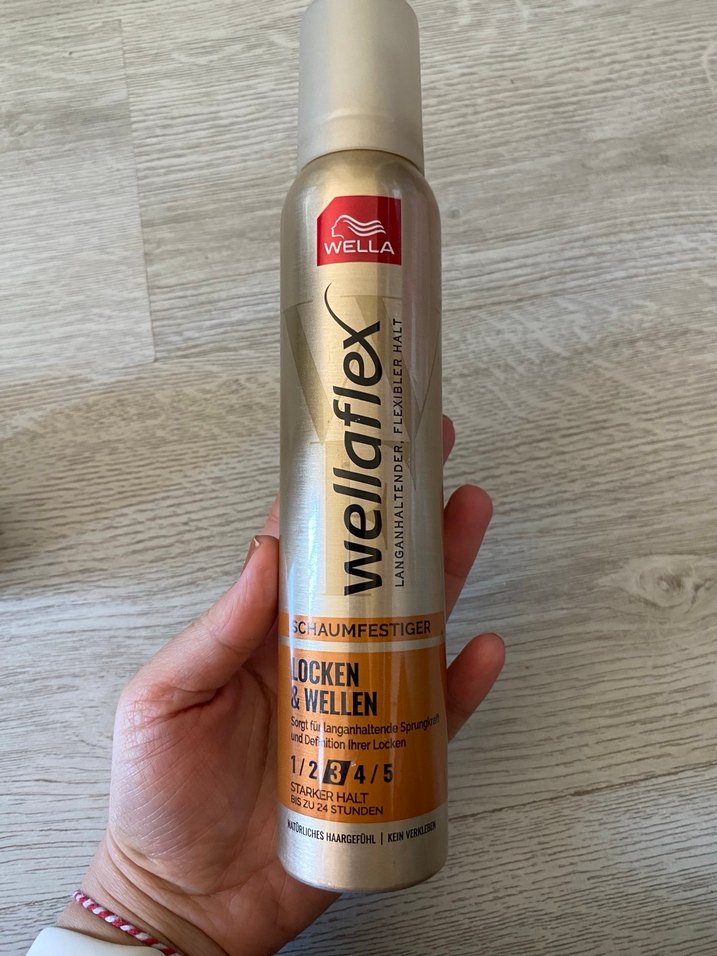 WELLA
wellaflex
LANGANHALTENDER, FLEXIBLER HALT
SCHAUMFESTIGER
LOCKEN
& WELLEN
Sorgt für langanhaltende Sprungkraft
und Definition Ihrer Locken
1 / 2 / 3 / 4 / 5
STARKER HALT
BIS ZU 24 STUNDEN
NATÜRLICHES HAARGEFÜHL | KEIN VERKLEBEN